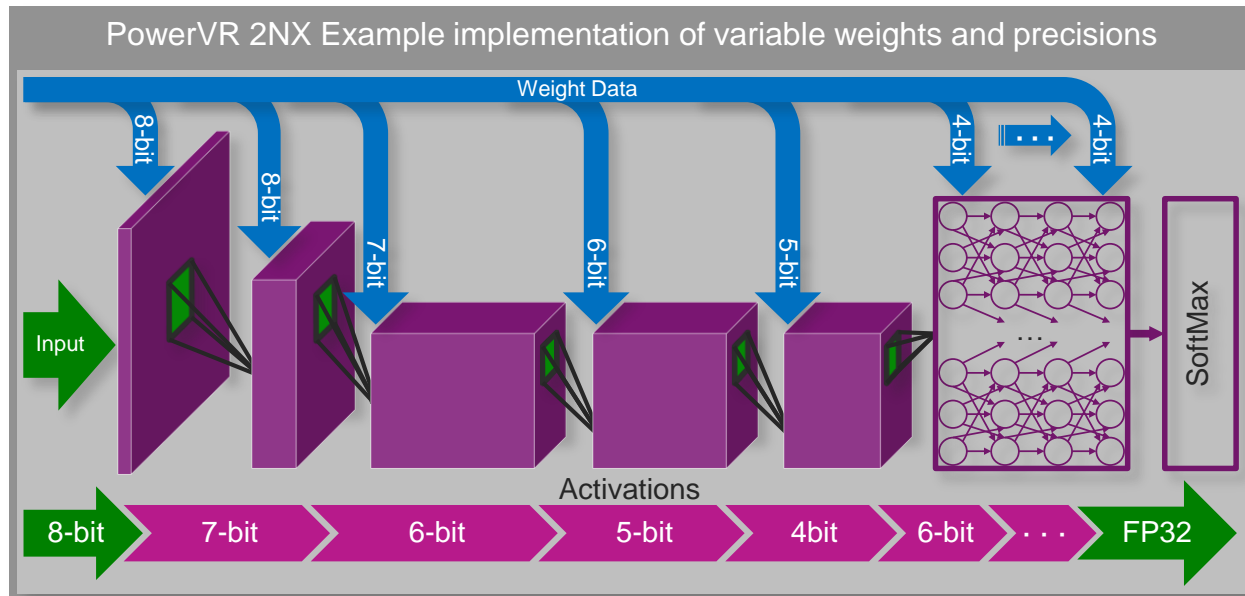 PowerVR 2NX Example implementation of variable weights and precisions
Weight Data
8-bit
8-bit
7-bit
6-bit
5-bit
4-bit
. . .
4-bit
Input
...
SoftMax
Activations
8-bit
7-bit
6-bit
5-bit
4bit
6-bit
. . .
FP32